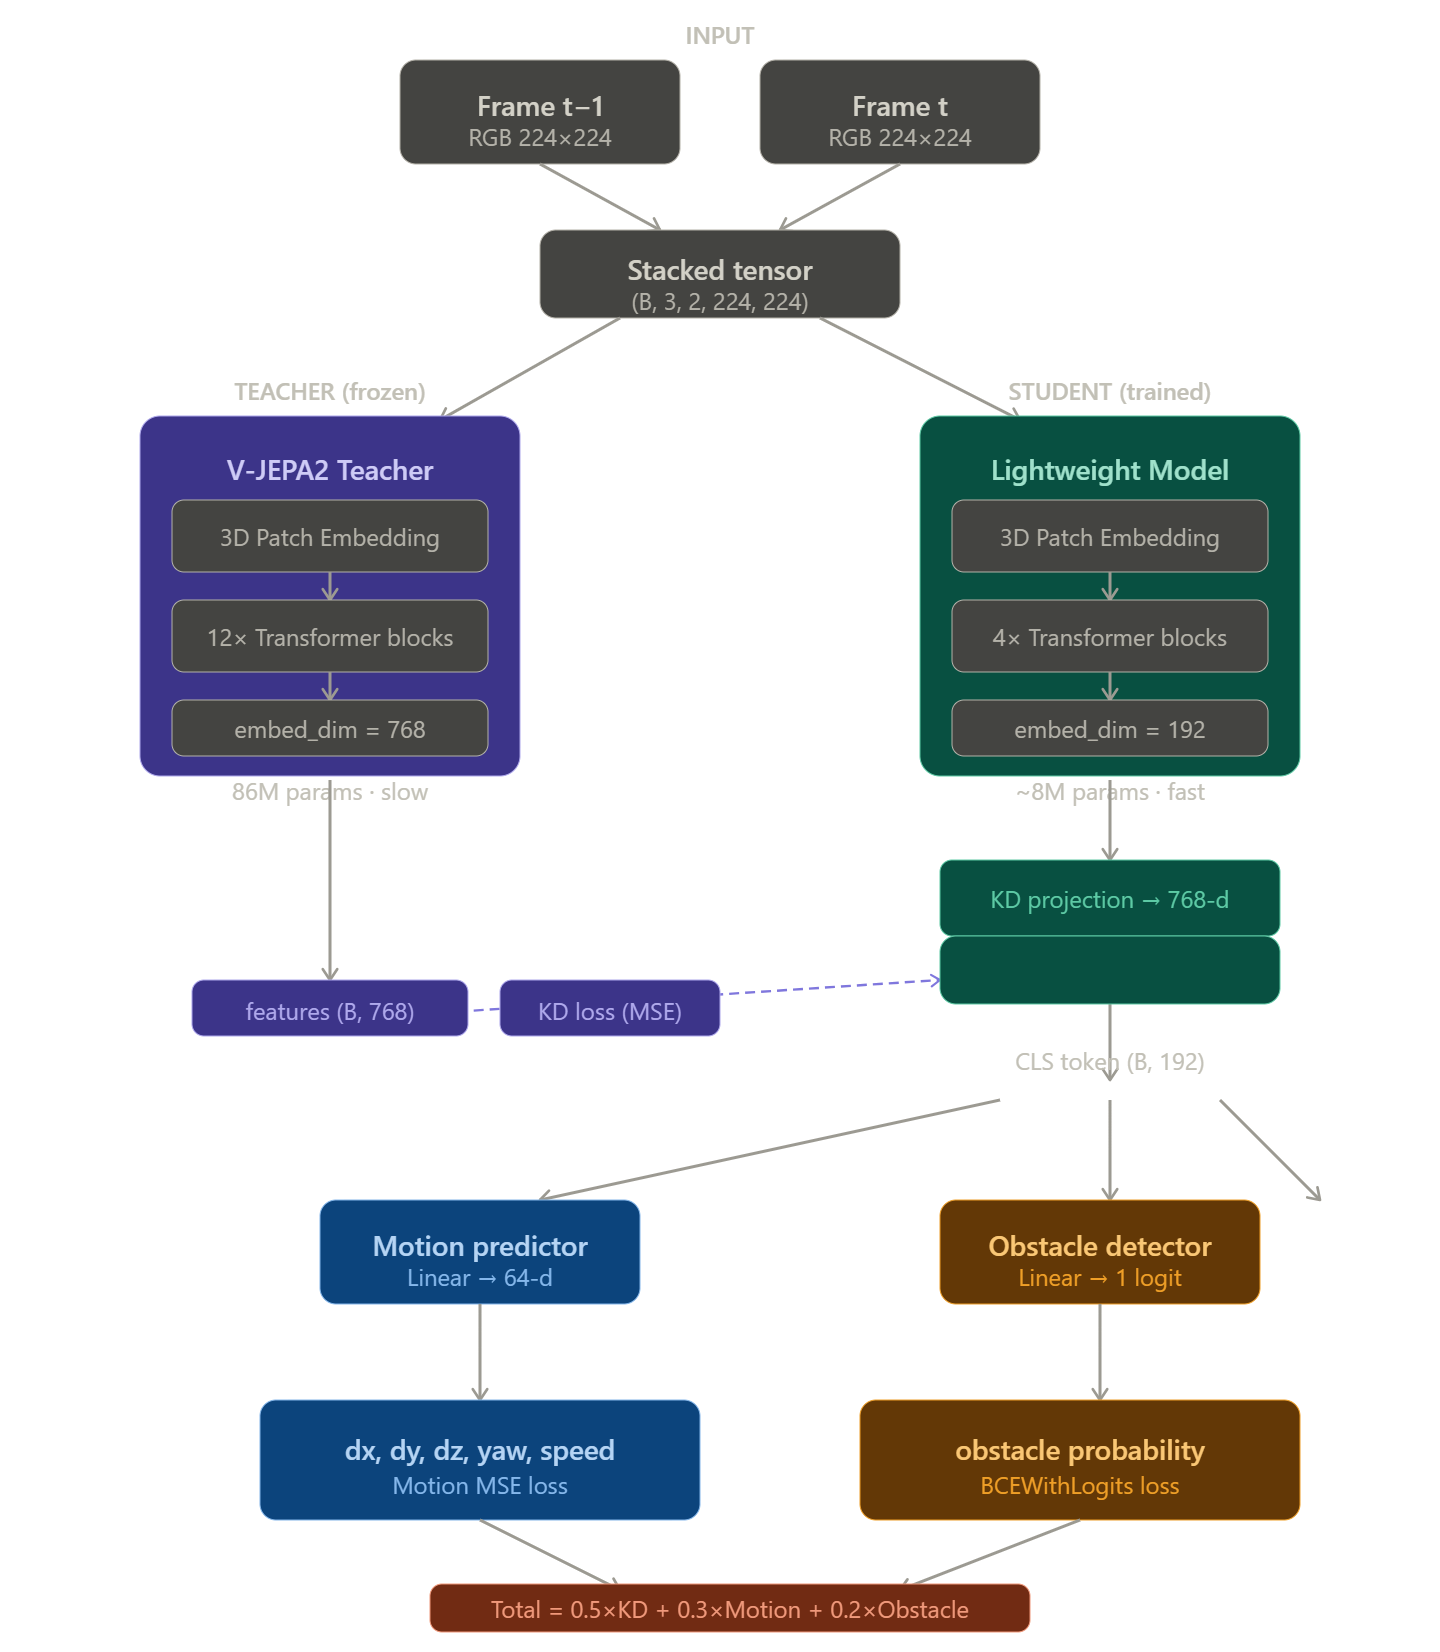 INPUT
Frame t−1
RGB 224×224
Frame t
RGB 224×224
Stacked tensor
(B, 3, 2, 224, 224)
TEACHER (frozen)
STUDENT (trained)
V-JEPA2 Teacher
3D Patch Embedding
12× Transformer blocks
embed_dim = 768
86M params · slow
Lightweight Model
3D Patch Embedding
4× Transformer blocks
embed_dim = 192
~8M params · fast
KD projection → 768-d
features (B, 768)
KD loss (MSE)
CLS token (B, 192)
Motion predictor
Linear → 64-d
Obstacle detector
Linear → 1 logit
dx, dy, dz, yaw, speed
Motion MSE loss
obstacle probability
BCEWithLogits loss
Total = 0.5×KD + 0.3×Motion + 0.2×Obstacle